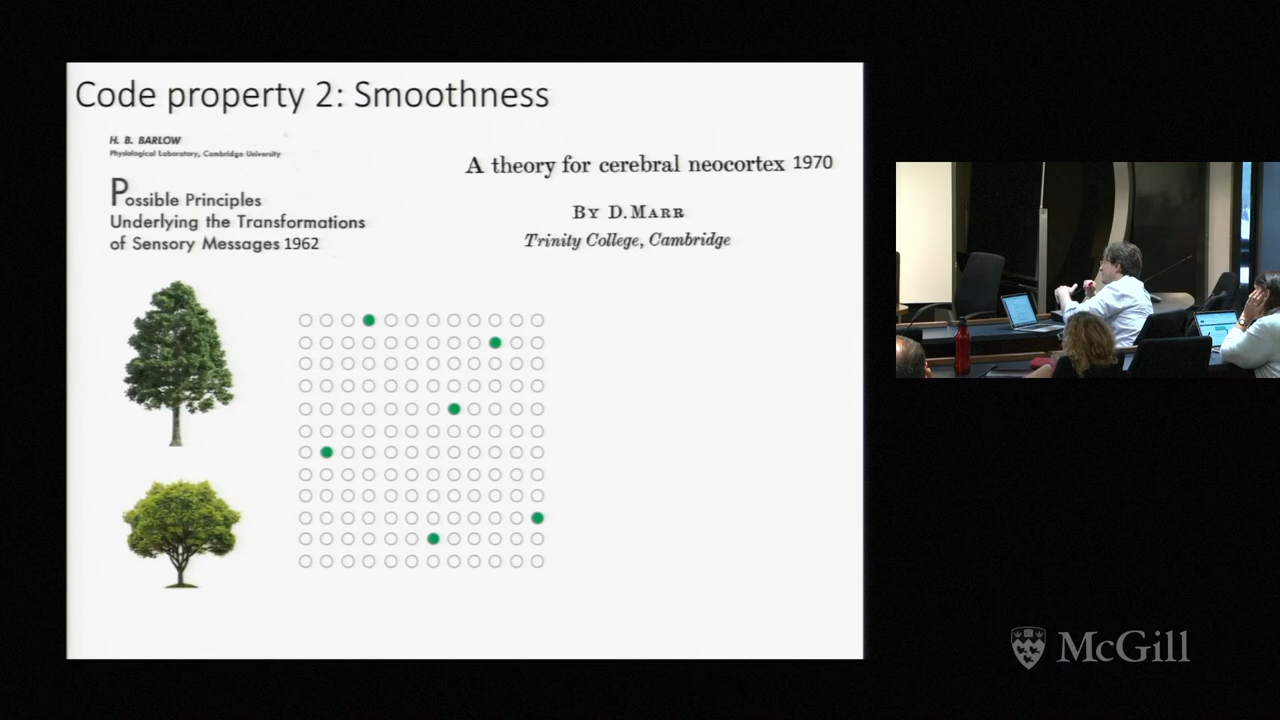 Code property 2: Smoothness
H. B. BARLOW
Physiological Laboratory, Cambridge University
Possible Principles
Underlying the Transformations
of Sensory Messages 1962
A theory for cerebral neocortex 1970
BY D. MARR
Trinity College, Cambridge
McGill